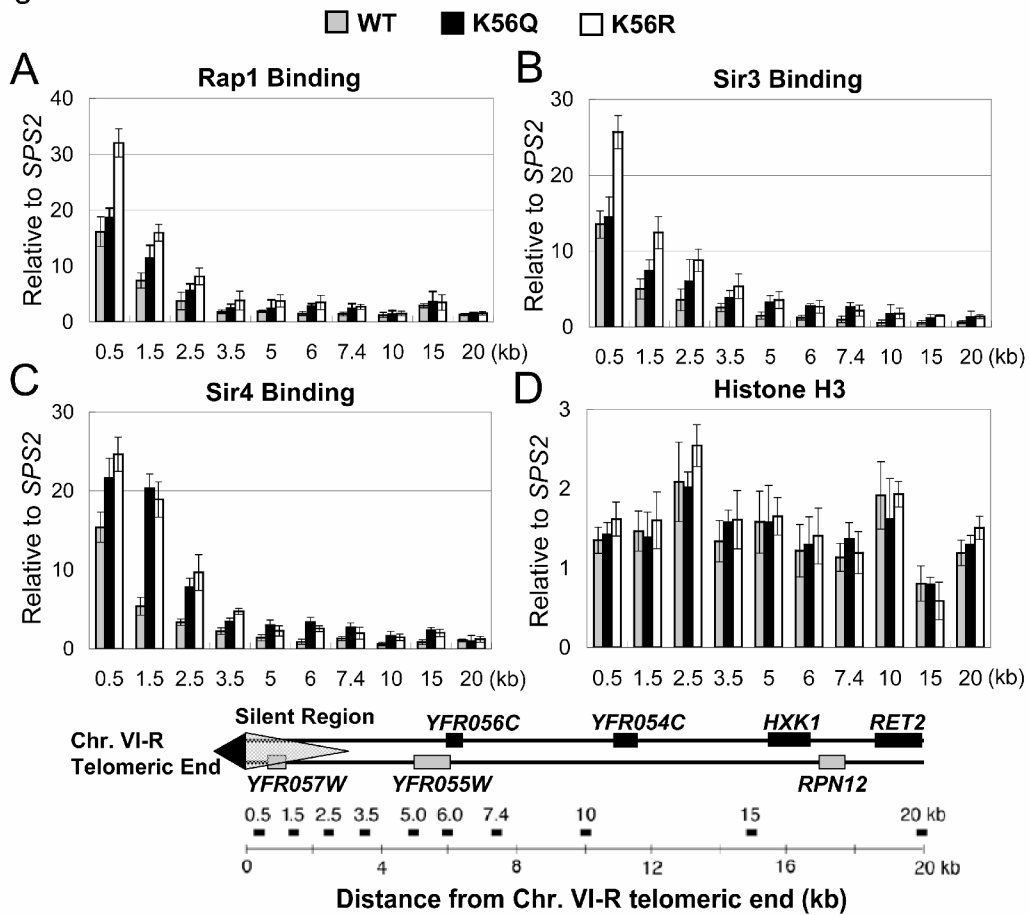 WT K56Q K56R
A
Rap1 Binding
Relative to SPS2
40
30
20
10
0
0.5 1.5 2.5 3.5 5 6 7.4 10 15 20 (kb)
B
Sir3 Binding
Relative to SPS2
30
20
10
0
0.5 1.5 2.5 3.5 5 6 7.4 10 15 20 (kb)
C
Sir4 Binding
Relative to SPS2
30
20
10
0
0.5 1.5 2.5 3.5 5 6 7.4 10 15 20 (kb)
D
Histone H3
Relative to SPS2
3
2
1
0
0.5 1.5 2.5 3.5 5 6 7.4 10 15 20 (kb)
Silent Region
YFR056C YFR054C HXK1 RET2
Chr. VI-R
Telomeric End
YFR057W YFR055W RPN12
0.5 1.5 2.5 3.5 5.0 6.0 7.4 10 15 20 kb
0 4 8 12 16 20 kb
Distance from Chr. VI-R telomeric end (kb)